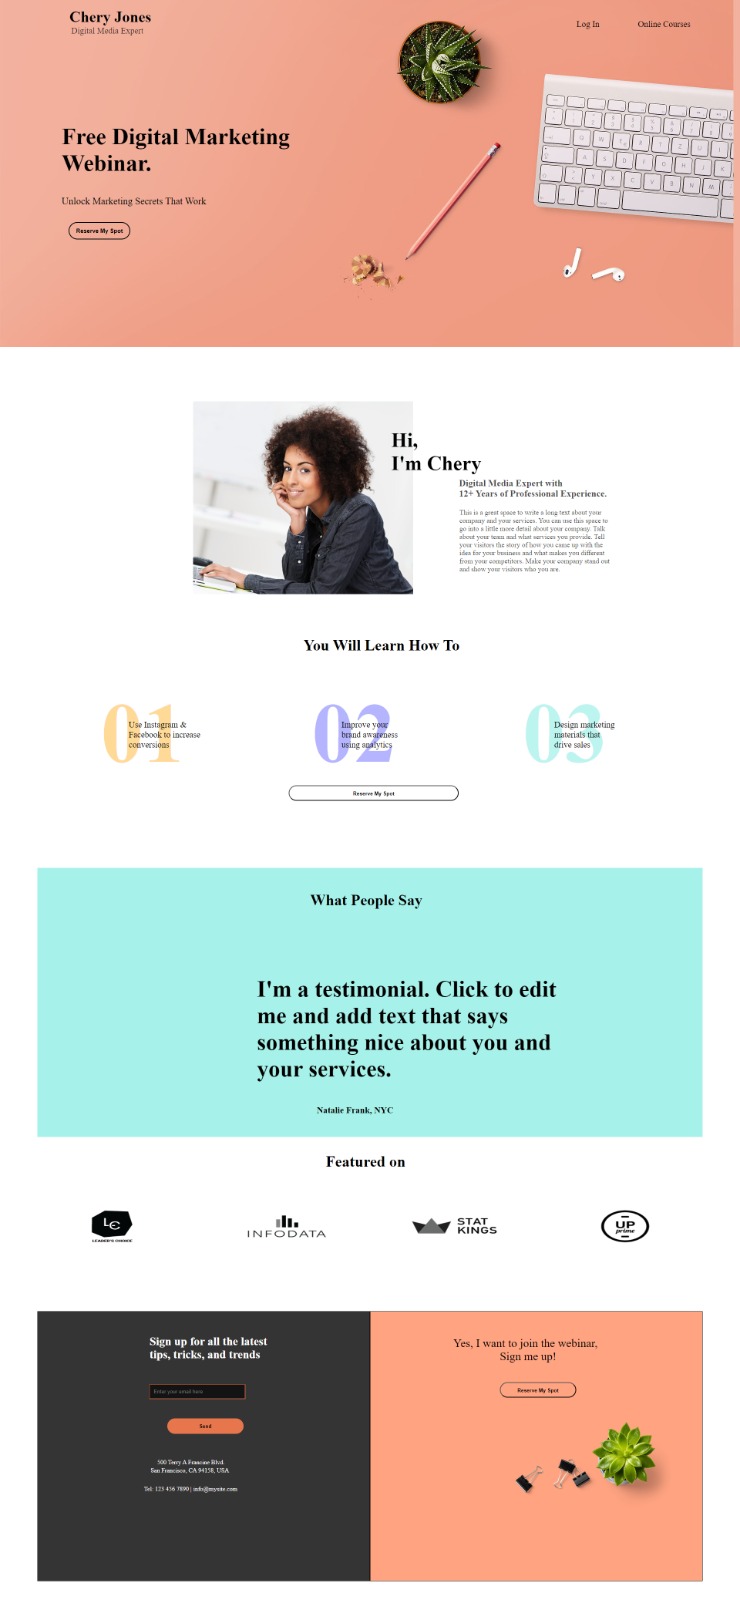 Chery Jones
Digital Media Expert
Log In
Online Courses
Free Digital Marketing
Webinar.
Unlock Marketing Secrets That Work
Reserve My Spot
Hi,
I'm Chery
Digital Media Expert with
12+ Years of Professional Experience.
This is a great space to write a long text about your
company and your services. You can use this space to
go into a little more detail about your company. Talk
about your team and what services you provide. Tell
your visitors the story of how you came up with the
idea for your business and what makes you different
from your competitors. Make your company stand out
and show your visitors who you are.
You Will Learn How To
01
Use Instagram &
Facebook to increase
conversions
02
Improve your
brand awareness
using analytics
03
Design marketing
materials that
drive sales
Reserve My Spot
What People Say
I'm a testimonial. Click to edit
me and add text that says
something nice about you and
your services.
Natalie Frank, NYC
Featured on
LC
LEADER'S CHOICE
INFODATA
STAT
KINGS
UP
prime
Sign up for all the latest
tips, tricks, and trends
Enter your email here
Send
500 Terry A Francine Blvd.
San Francisco, CA 94158, USA
Tel: 123 456 7890 | info@mysite.com
Yes, I want to join the webinar,
Sign me up!
Reserve My Spot